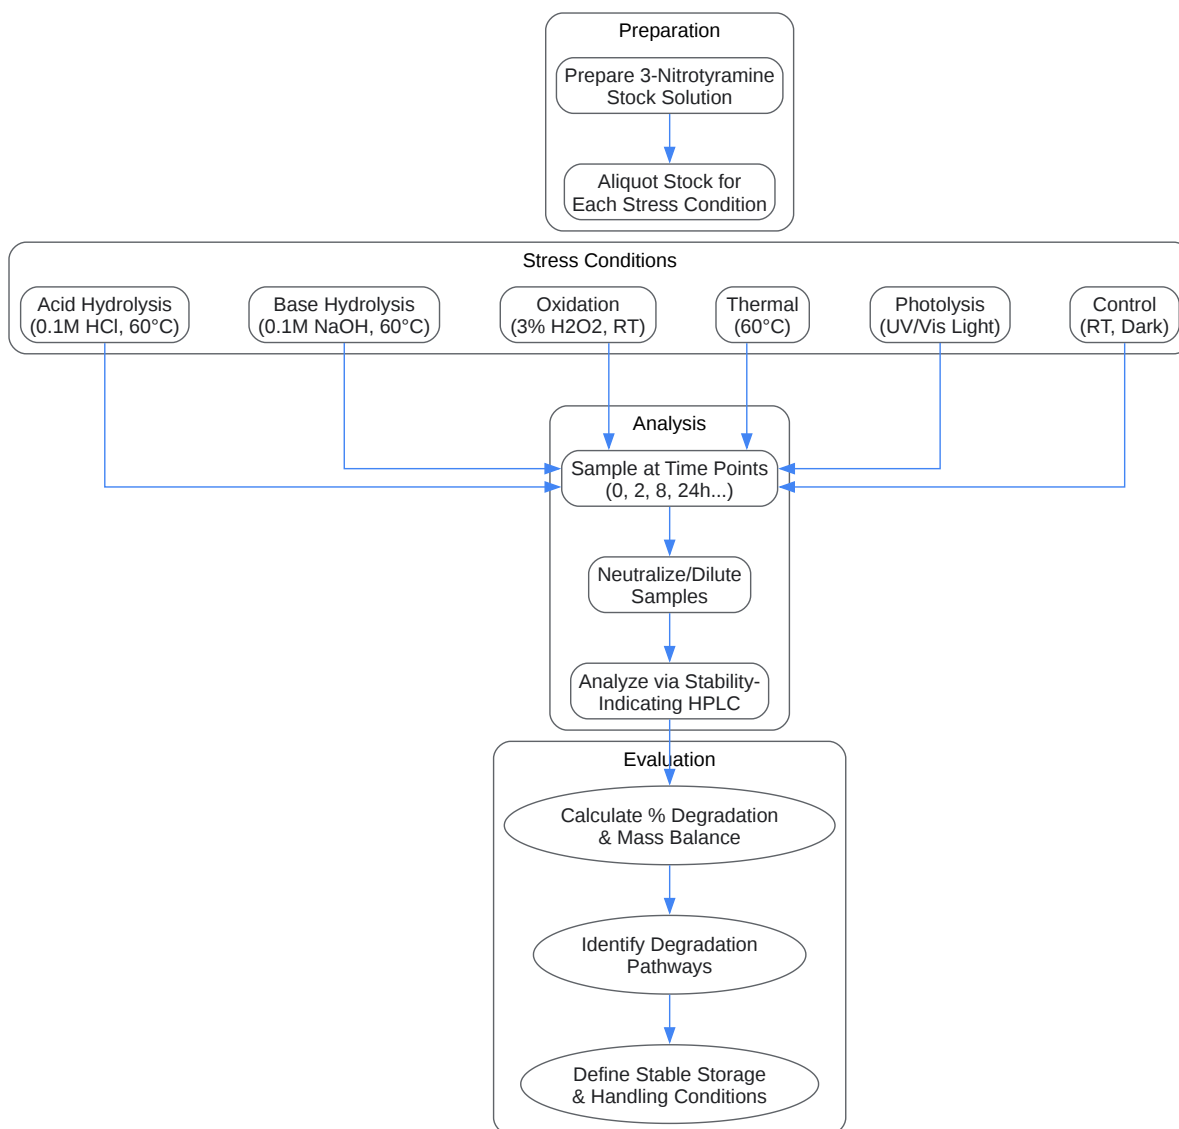 Preparation
Prepare 3-Nitrotyramine
Stock Solution
Aliquot Stock for
Each Stress Condition
Stress Conditions
Acid Hydrolysis
(0.1M HCl, 60°C)
Base Hydrolysis
(0.1M NaOH, 60°C)
Oxidation
(3% H2O2, RT)
Thermal
(60°C)
Photolysis
(UV/Vis Light)
Control
(RT, Dark)
Analysis
Sample at Time Points
(0, 2, 8, 24h...)
Neutralize/Dilute
Samples
Analyze via Stability-
Indicating HPLC
Evaluation
Calculate % Degradation
& Mass Balance
Identify Degradation
Pathways
Define Stable Storage
& Handling Conditions